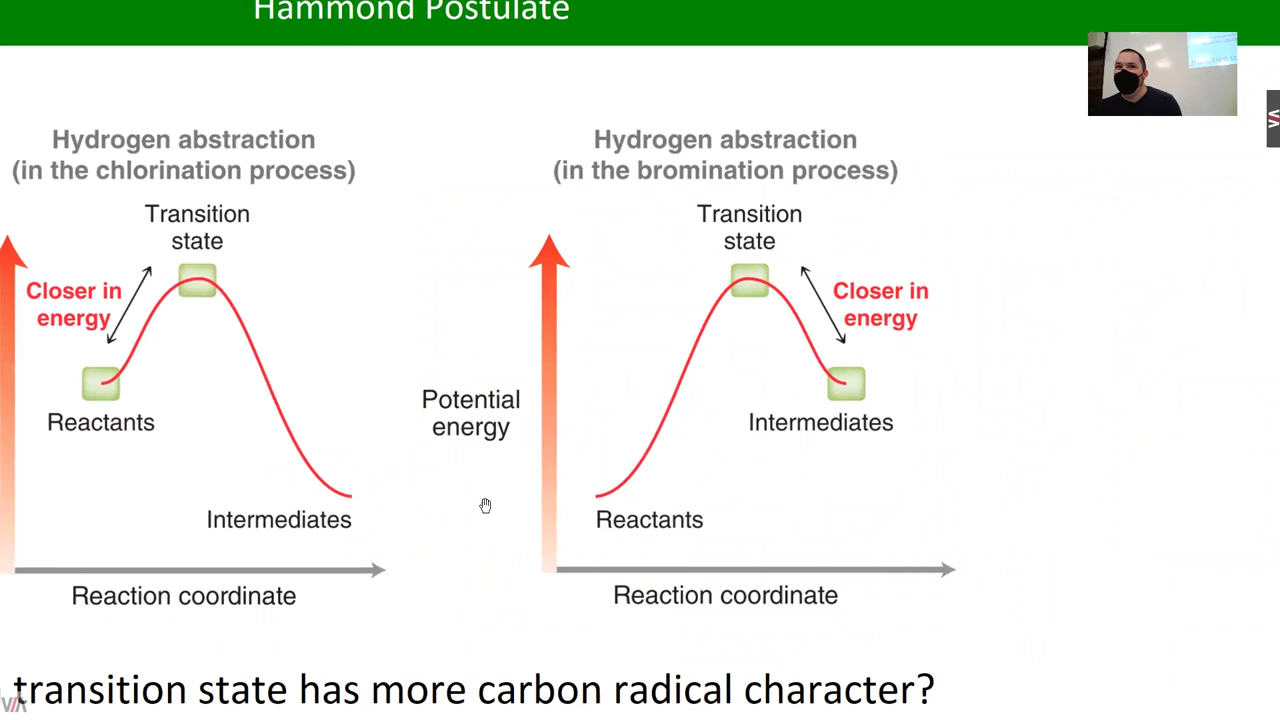 Hammond Postulate
Hydrogen abstraction
(in the chlorination process)
Transition
state
Closer in
energy
Reactants
Intermediates
Reaction coordinate
Hydrogen abstraction
(in the bromination process)
Transition
state
Closer in
energy
Potential
energy
Intermediates
Reactants
Reaction coordinate
transition state has more carbon radical character?